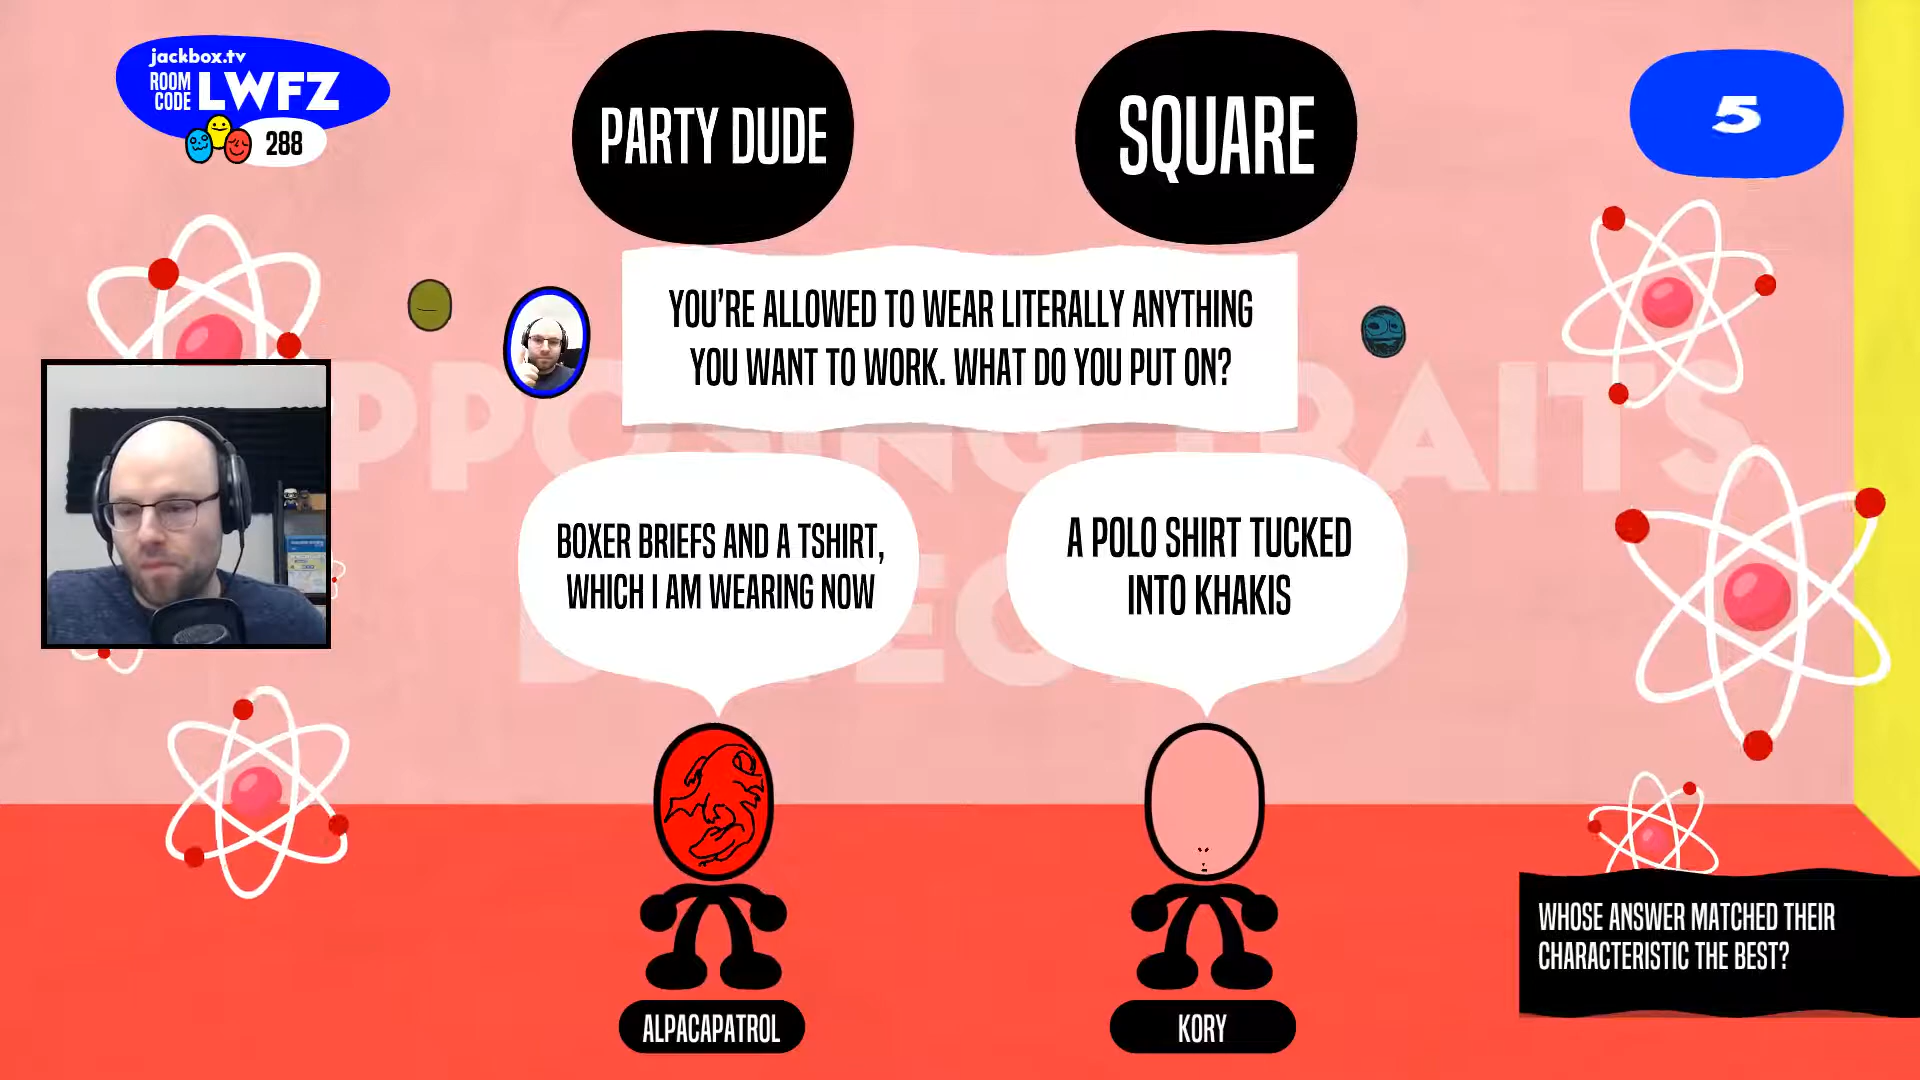 jackbox.tv
ROOM CODE LWFZ
288
PARTY DUDE
SQUARE
5
YOU'RE ALLOWED TO WEAR LITERALLY ANYTHING
YOU WANT TO WORK. WHAT DO YOU PUT ON?
BOXER BRIEFS AND A TSHIRT,
WHICH I AM WEARING NOW
A POLO SHIRT TUCKED
INTO KHAKIS
WHOSE ANSWER MATCHED THEIR
CHARACTERISTIC THE BEST?
ALPACAPATROL
KORY